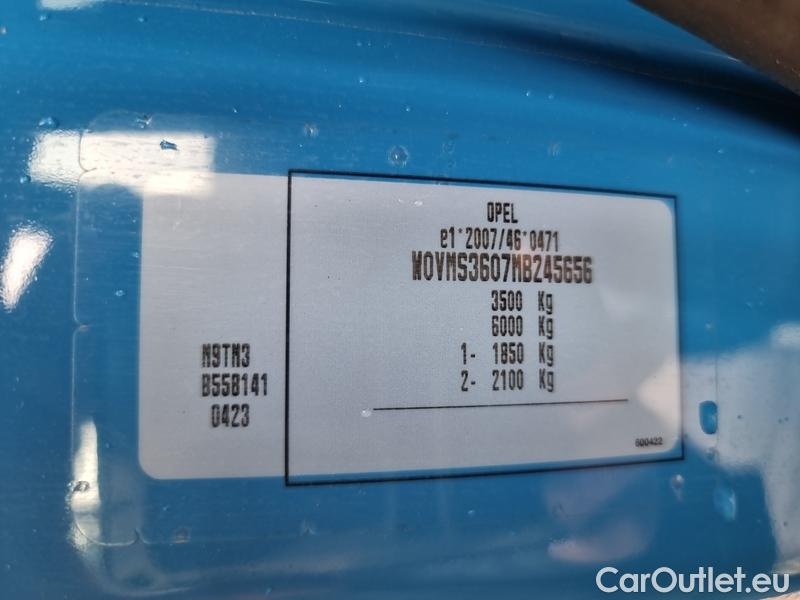 OPEL
e1*2007/46*0471
W0VMS3607MB245656
3500 Kg
6000 Kg
1- 1850 Kg
2- 2100 Kg
M9TM3
B55B141
0423
600422
CarOutlet.eu